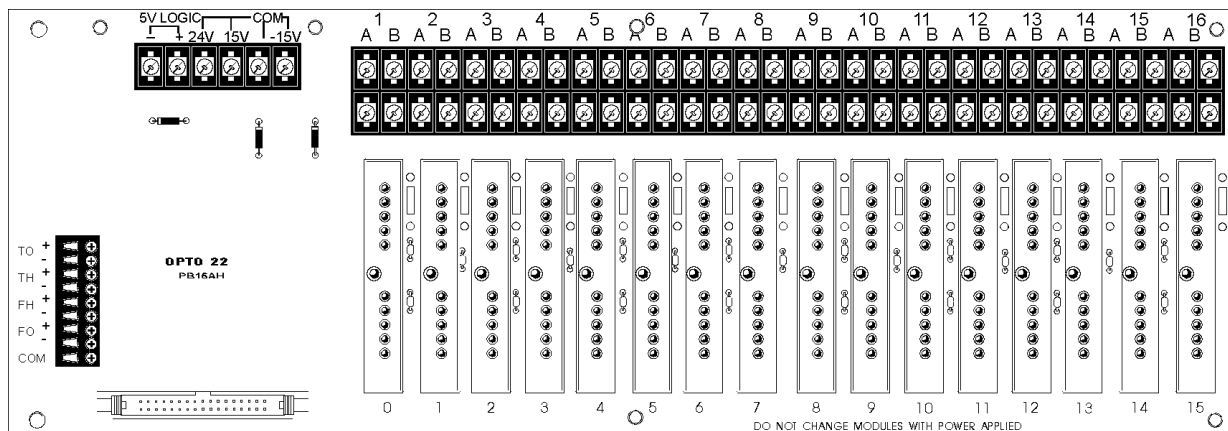 5V LOGIC COM
− + 24V 15V -15V
1 2 3 4 5 6 7 8 9 10 11 12 13 14 15 16
A B A B A B A B A B A B A B A B A B A B A B A B A B A B A B A B
TO + -
TH + -
FH + -
FO + -
COM
OPTO 22
PB16AH
0 1 2 3 4 5 6 7 8 9 10 11 12 13 14 15
DO NOT CHANGE MODULES WITH POWER APPLIED